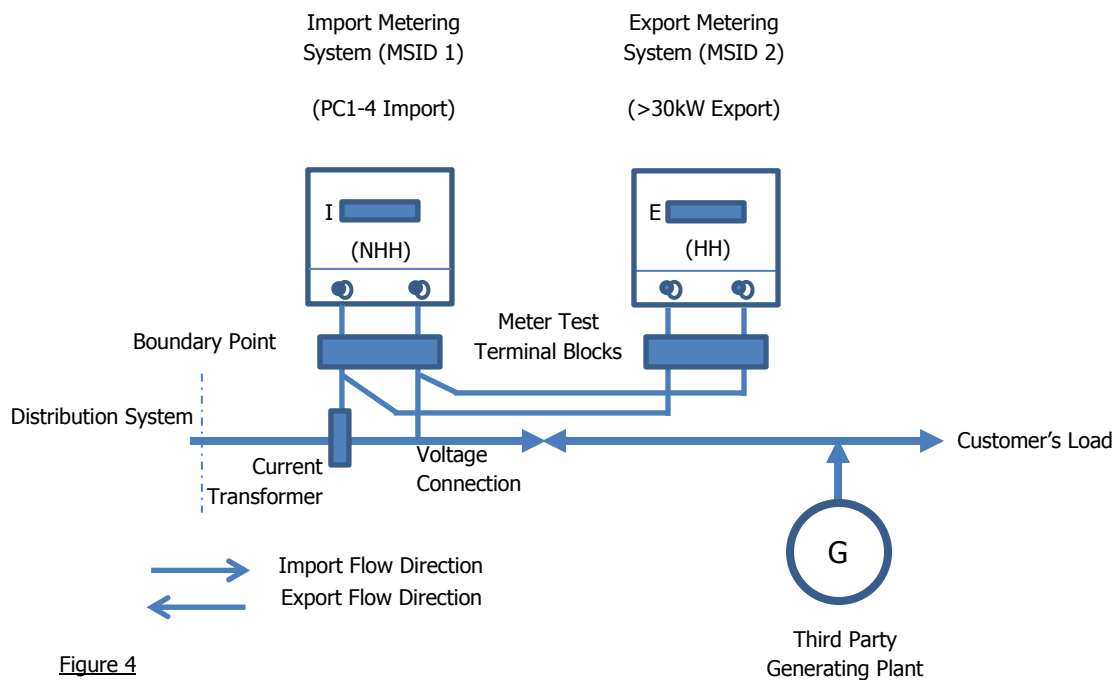 Import Metering
System (MSID 1)
(PC1-4 Import)
Export Metering
System (MSID 2)
(>30kW Export)
I
(NHH)
E
(HH)
Meter Test
Terminal Blocks
Boundary Point
Distribution System
Customer's Load
Current
Transformer
Voltage
Connection
G
Import Flow Direction
Export Flow Direction
Third Party
Generating Plant
Figure 4